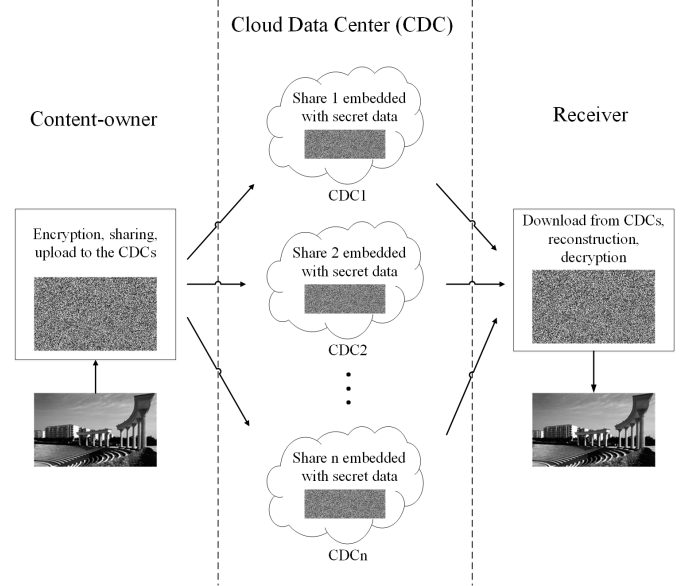 Cloud Data Center (CDC)
Content-owner
Receiver
Share 1 embedded
with secret data
CDC1
Encryption, sharing,
upload to the CDCs
Share 2 embedded
with secret data
CDC2
Download from CDCs,
reconstruction,
decryption
Share n embedded
with secret data
CDCn